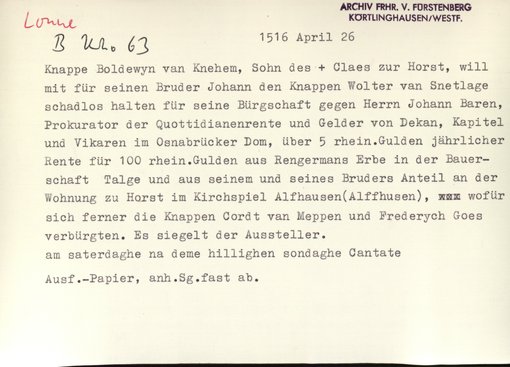 ARCHIV FRHR. V. FÜRSTENBERG
KÖRTLINGHAUSEN/WESTF.
Lonne
B Uk. 63
1516 April 26
Knappe Boldewyn van Knehem, Sohn des + Claes zur Horst, will
mit für seinen Bruder Johann den Knappen Wolter van Snetlage
schadlos halten für seine Bürgschaft gegen Herrn Johann Baren,
Prokurator der Quottidianenrente und Gelder von Dekan, Kapitel
und Vikaren im Osnabrücker Dom, über 5 rhein.Gulden jährlicher
Rente für 100 rhein.Gulden aus Rengermans Erbe in der Bauer-
schaft Talge und aus seinem und seines Bruders Anteil an der
Wohnung zu Horst im Kirchspiel Alfhausen(Alffhusen), wofür
sich ferner die Knappen Cordt van Meppen und Frederych Goes
verbürgten. Es siegelt der Aussteller.
am saterdaghe na deme hillighen sondaghe Cantate
Ausf.-Papier, anh.Sg.fast ab.